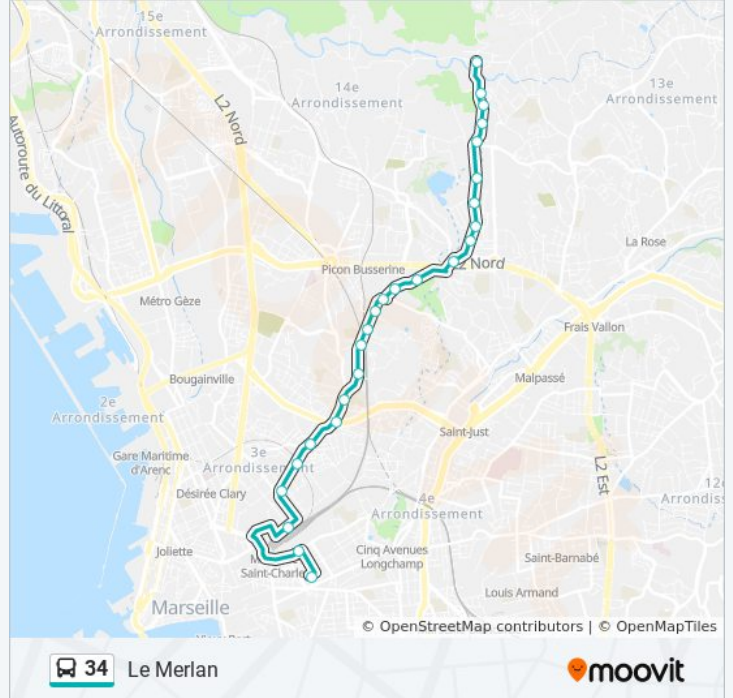 15e
Arrondissement
14e
Arrondissement
13e
Arrondissement
L2 Nord
Autoroute du Littoral
La Rose
Picon Busserine
L2 Nord
Métro Gèze
Frais Vallon
Bougainville
Malpassé
2e
Arrondissement
Saint-Just
3e
Arrondissement
Gare Maritime
d'Arenc
L2 Est
Désirée Clary
4e
Arrondissement
Joliette
Cinq Avenues
Longchamp
Saint-Barnabé
Saint-Charles
Louis Armand
Marseille
© OpenStreetMap contributors | © OpenMapTiles
34 Le Merlan
moovit